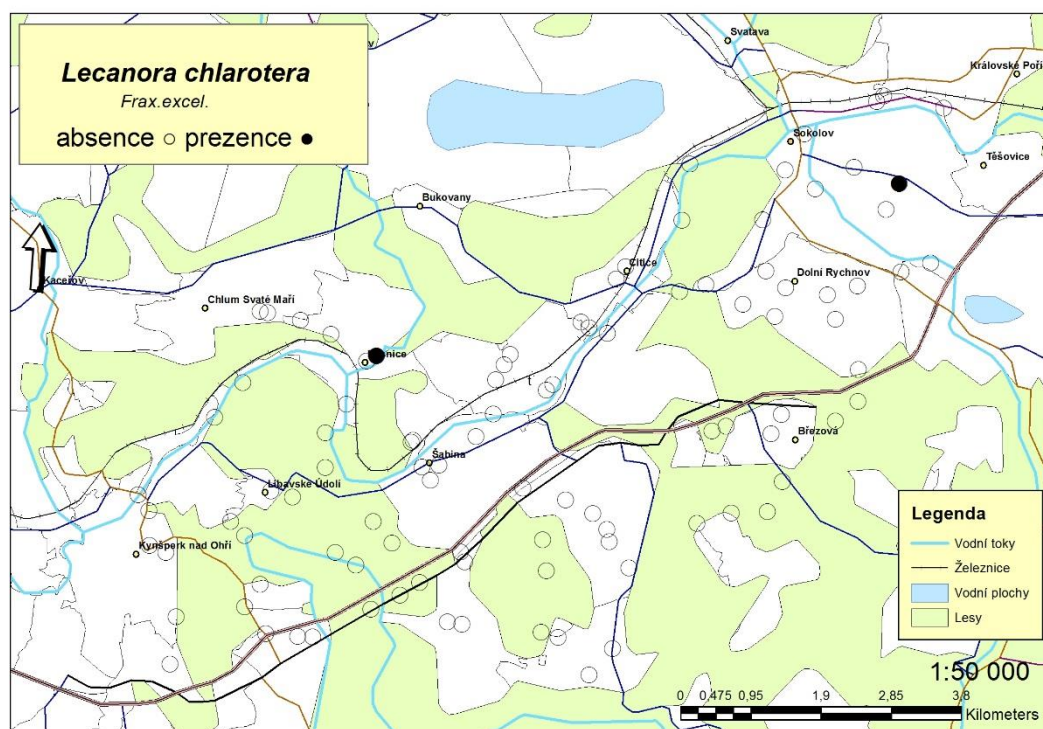 Lecanora chlarotera
Frax.excel.
absence ○ prezence ●
Svatava
Královské Poří
Sokolov
Těšovice
Bukovany
Citice
Dolní Rychnov
Kaceřov
Chlum Svaté Maří
Březová
Šabina
Libavské Údolí
Kynšperk nad Ohří
Legenda
Vodní toky
Železnice
Vodní plochy
Lesy
1:50 000
0 0,475 0,95 1,9 2,85 3,8
Kilometers